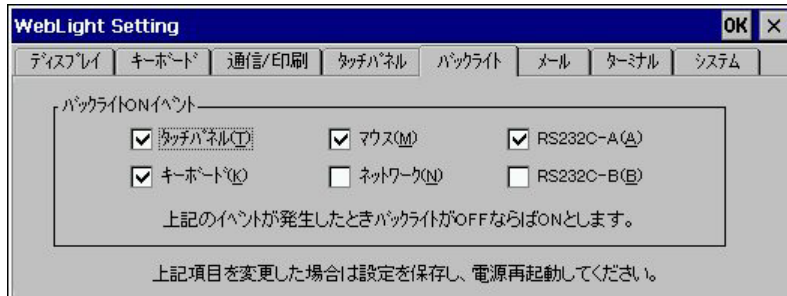 WebLight Setting OK ×
ﾃﾞｨｽﾌﾟﾚｲ ｷｰﾎﾞｰﾄﾞ 通信/印刷 ﾀｯﾁﾊﾟﾈﾙ ﾊﾞｯｸﾗｲﾄ ﾒｰﾙ ﾀｰﾐﾅﾙ ｼｽﾃﾑ
ﾊﾞｯｸﾗｲﾄONｲﾍﾞﾝﾄ
ﾀｯﾁﾊﾟﾈﾙ(T) マウス(M) RS232C-A(A)
キーボード(K) ネットワーク(N) RS232C-B(B)
上記のｲﾍﾞﾝﾄが発生したときﾊﾞｯｸﾗｲﾄがOFFならばONとします。
上記項目を変更した場合は設定を保存し、電源再起動してください。